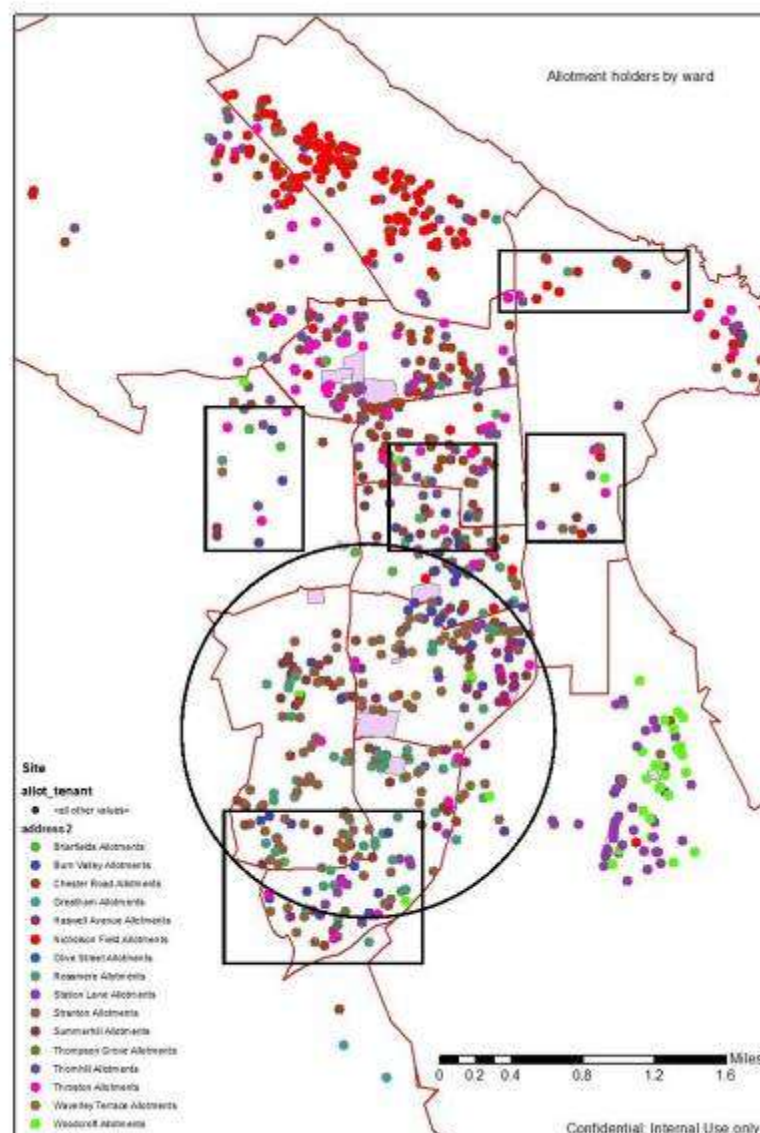 Allotment holders by ward
Site
allot_tenant
<all other values>
address2
Brierfields Allotments
Burn Valley Allotments
Chester Road Allotments
Greatham Allotments
Haswell Avenue Allotments
Nicholson Field Allotments
Olive Street Allotments
Rossmere Allotments
Station Lane Allotments
Stranton Allotments
Summerhill Allotments
Thompson Grove Allotments
Thornhill Allotments
Throston Allotments
Waverley Terrace Allotments
Woodcroft Allotments
Miles
0 0.2 0.4 0.8 1.2 1.6
Confidential: Internal Use only